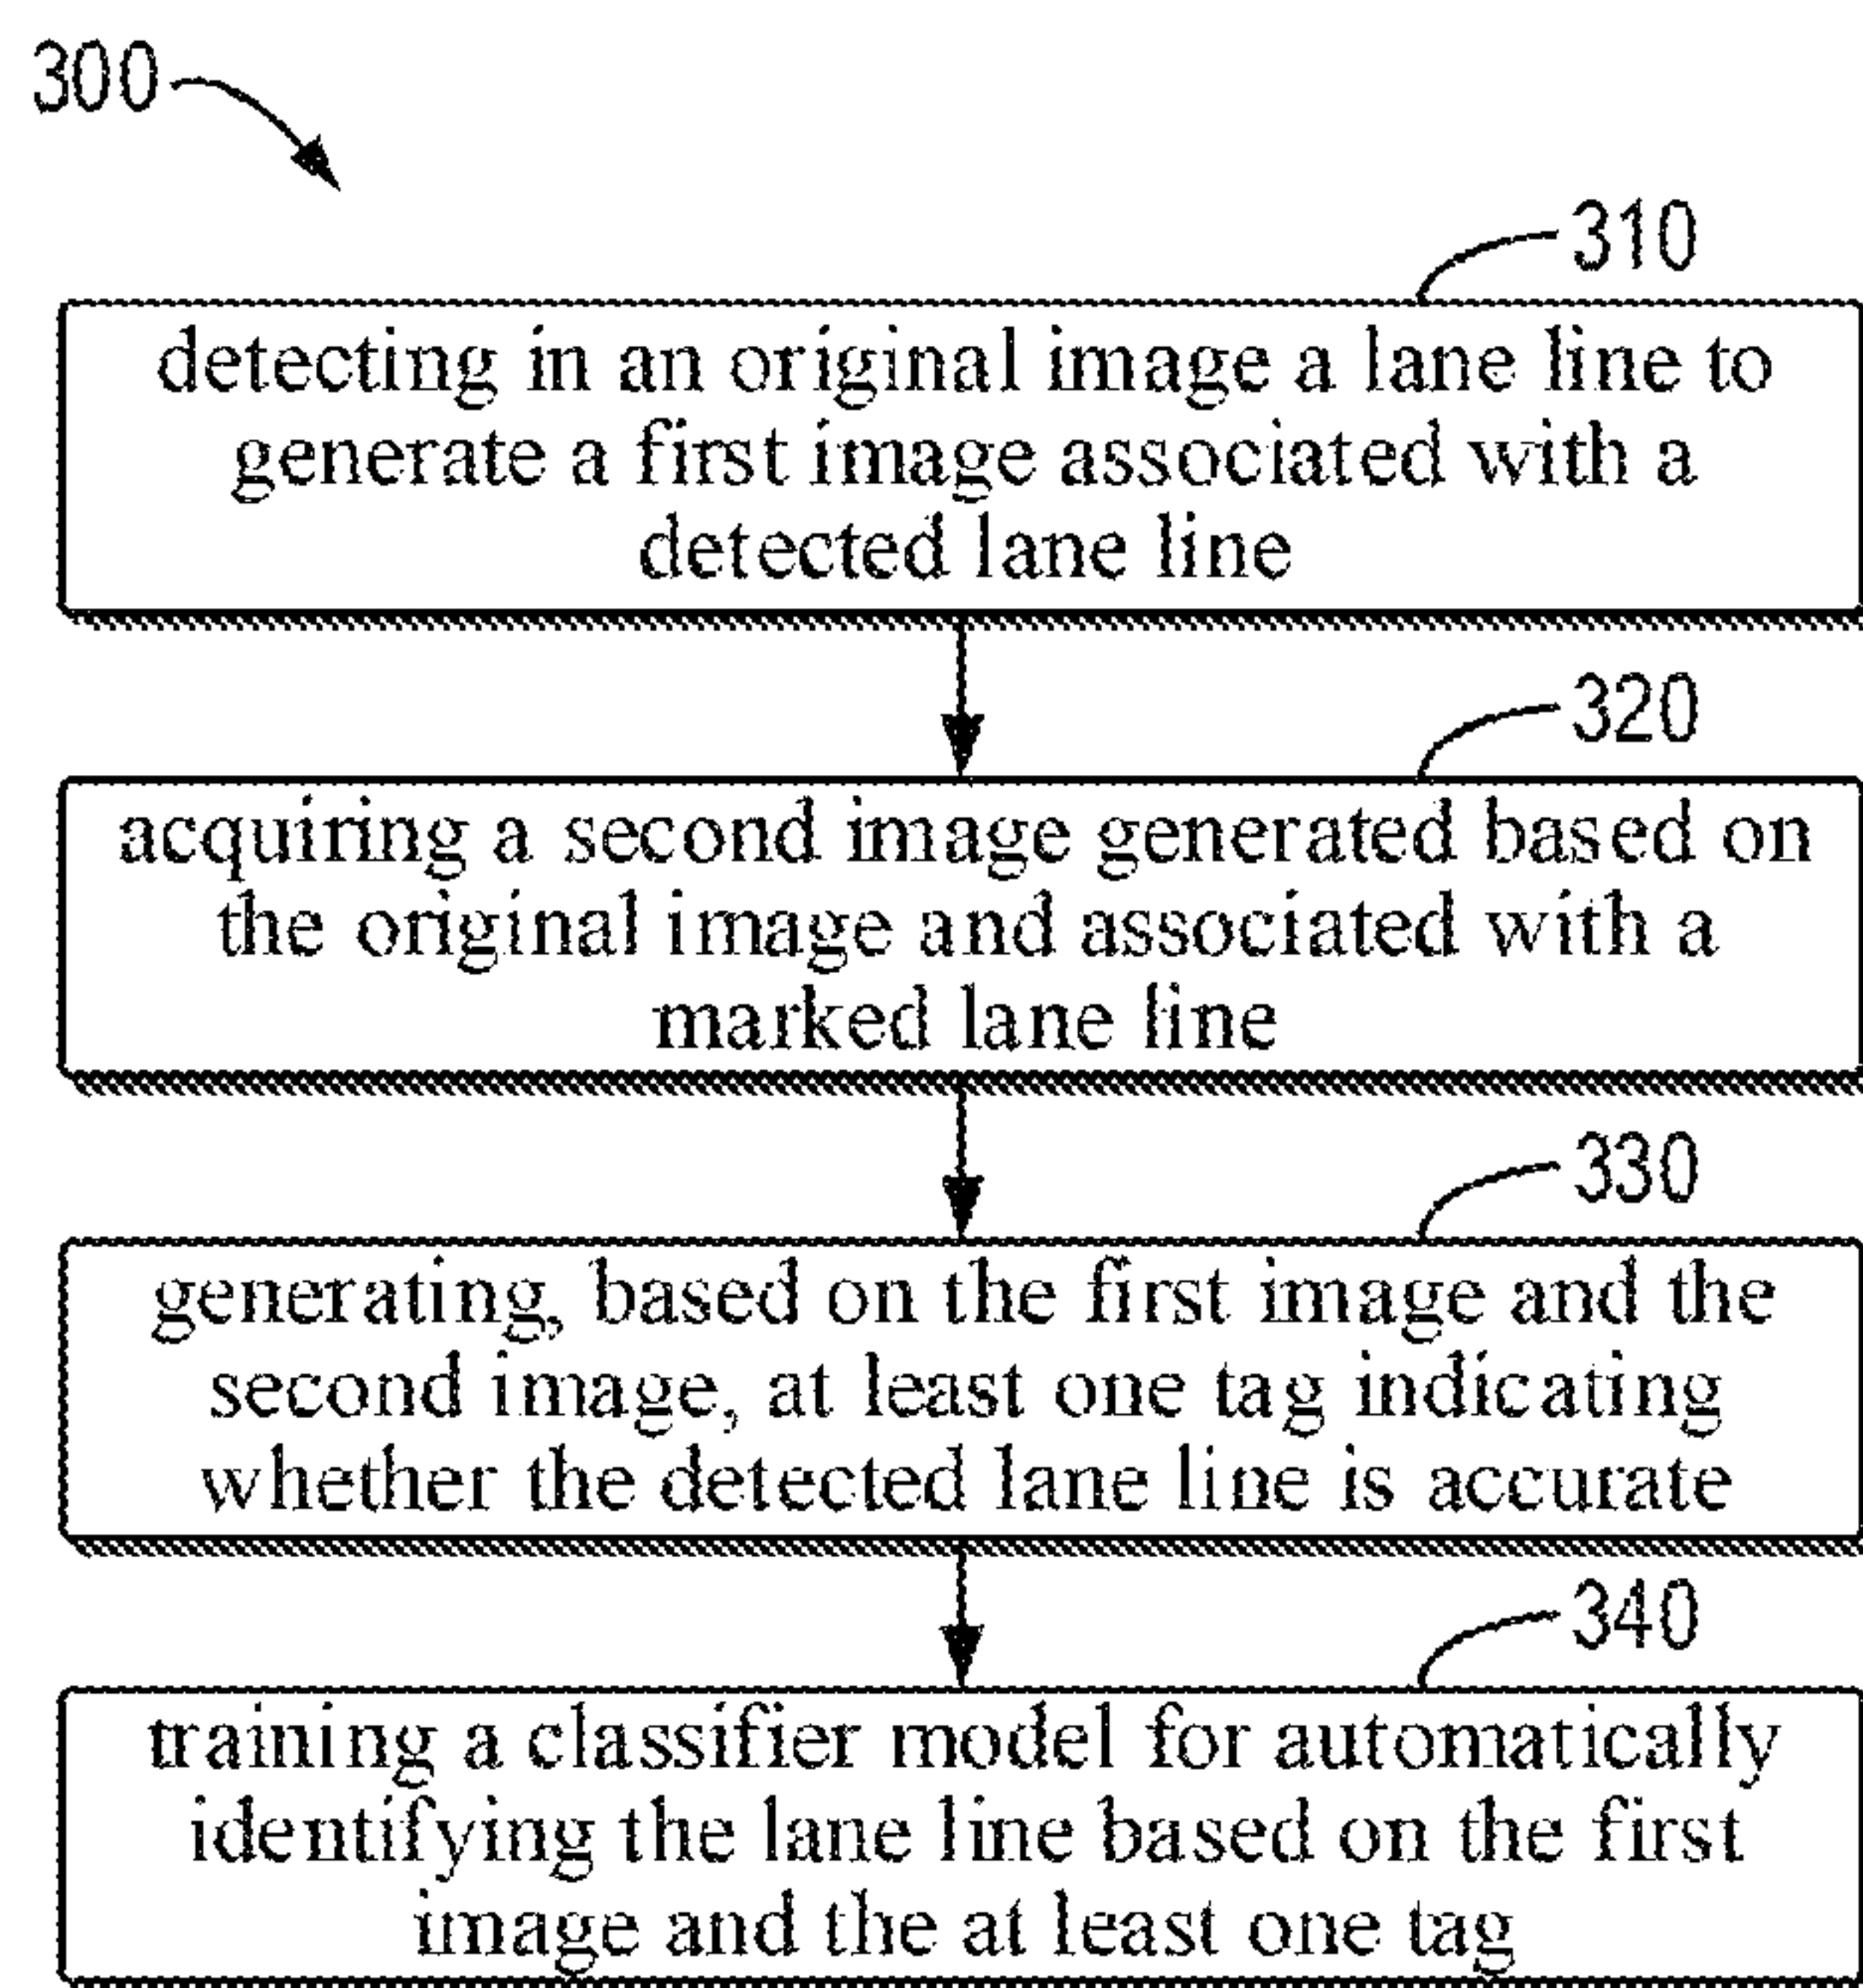 300
310
detecting in an original image a lane line to
generate a first image associated with a
detected lane line
320
acquiring a second image generated based on
the original image and associated with a
marked lane line
330
generating, based on the first image and the
second image, at least one tag indicating
whether the detected lane line is accurate
340
training a classifier model for automatically
identifying the lane line based on the first
image and the at least one tag